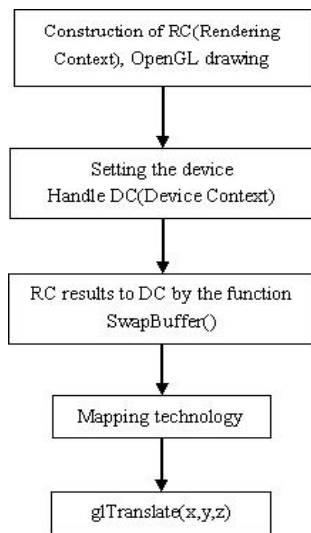 Construction of RC(Rendering
Context), OpenGL drawing
Setting the device
Handle DC(Device Context)
RC results to DC by the function
SwapBuffer()
Mapping technology
glTranslate(x,y,z)